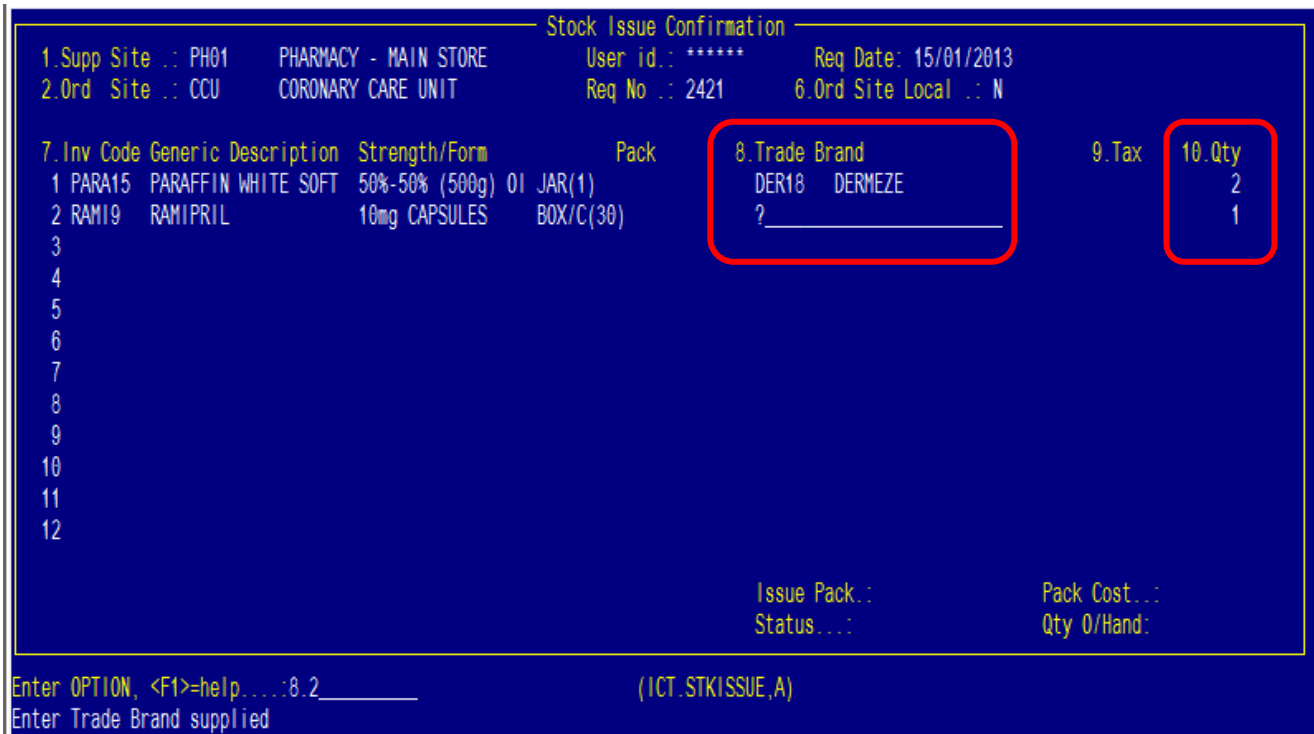 Stock Issue Confirmation
1.Supp Site .: PH01 PHARMACY - MAIN STORE User id.: ****** Req Date: 15/01/2013
2.Ord Site .: CCU CORONARY CARE UNIT Req No .: 2421 6.Ord Site Local .: N
7.Inv Code Generic Description Strength/Form Pack 8.Trade Brand 9.Tax 10.Qty
1 PARA15 PARAFFIN WHITE SOFT 50%-50% (500g) OI JAR(1) DER18 DERMEZE 2
2 RAMI9 RAMIPRIL 10mg CAPSULES BOX/C(30) ?______________________ 1
3
4
5
6
7
8
9
10
11
12
Issue Pack.: Pack Cost..:
Status...: Qty O/Hand:
Enter OPTION, <F1>=help....:8.2_________ (ICT.STKISSUE,A)
Enter Trade Brand supplied